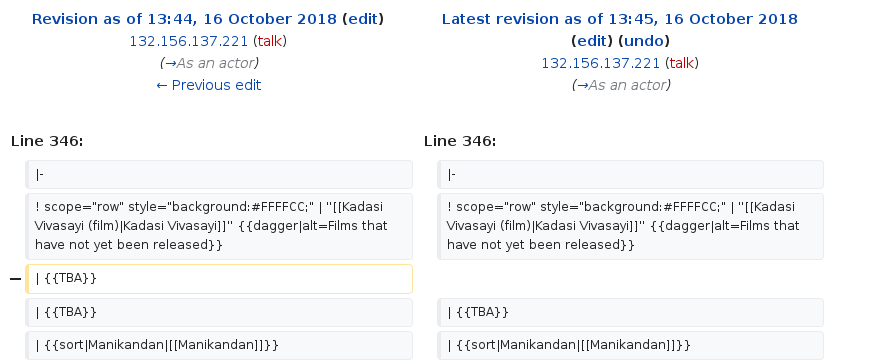 Revision as of 13:44, 16 October 2018 (edit)
132.156.137.221 (talk)
(→As an actor)
← Previous edit
Latest revision as of 13:45, 16 October 2018
(edit) (undo)
132.156.137.221 (talk)
(→As an actor)
Line 346:
Line 346:
|-
|-
! scope="row" style="background:#FFFFCC;" | "[[Kadasi
Vivasayi (film)|Kadasi Vivasayi]]" {{dagger|alt=Films that
have not yet been released}}
! scope="row" style="background:#FFFFCC;" | "[[Kadasi
Vivasayi (film)|Kadasi Vivasayi]]" {{dagger|alt=Films that
have not yet been released}}
− | {{TBA}}
| {{TBA}}
| {{TBA}}
| {{sort|Manikandan|[[Manikandan]]}}
| {{sort|Manikandan|[[Manikandan]]}}